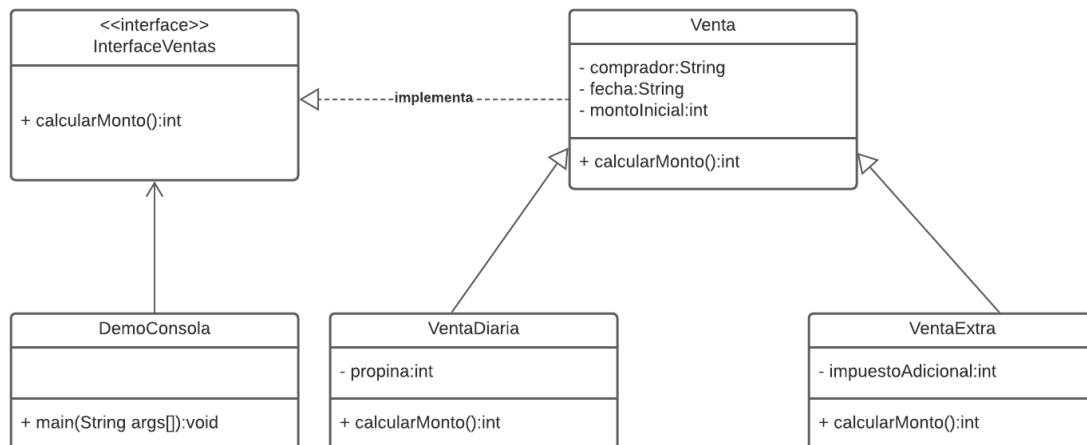 <<interface>>
InterfaceVentas
+ calcularMonto():int
implementa
Venta
- comprador:String
- fecha:String
- montoInicial:int
+ calcularMonto():int
DemoConsola
+ main(String args[]):void
VentaDiaria
- propina:int
+ calcularMonto():int
VentaExtra
- impuestoAdicional:int
+ calcularMonto():int